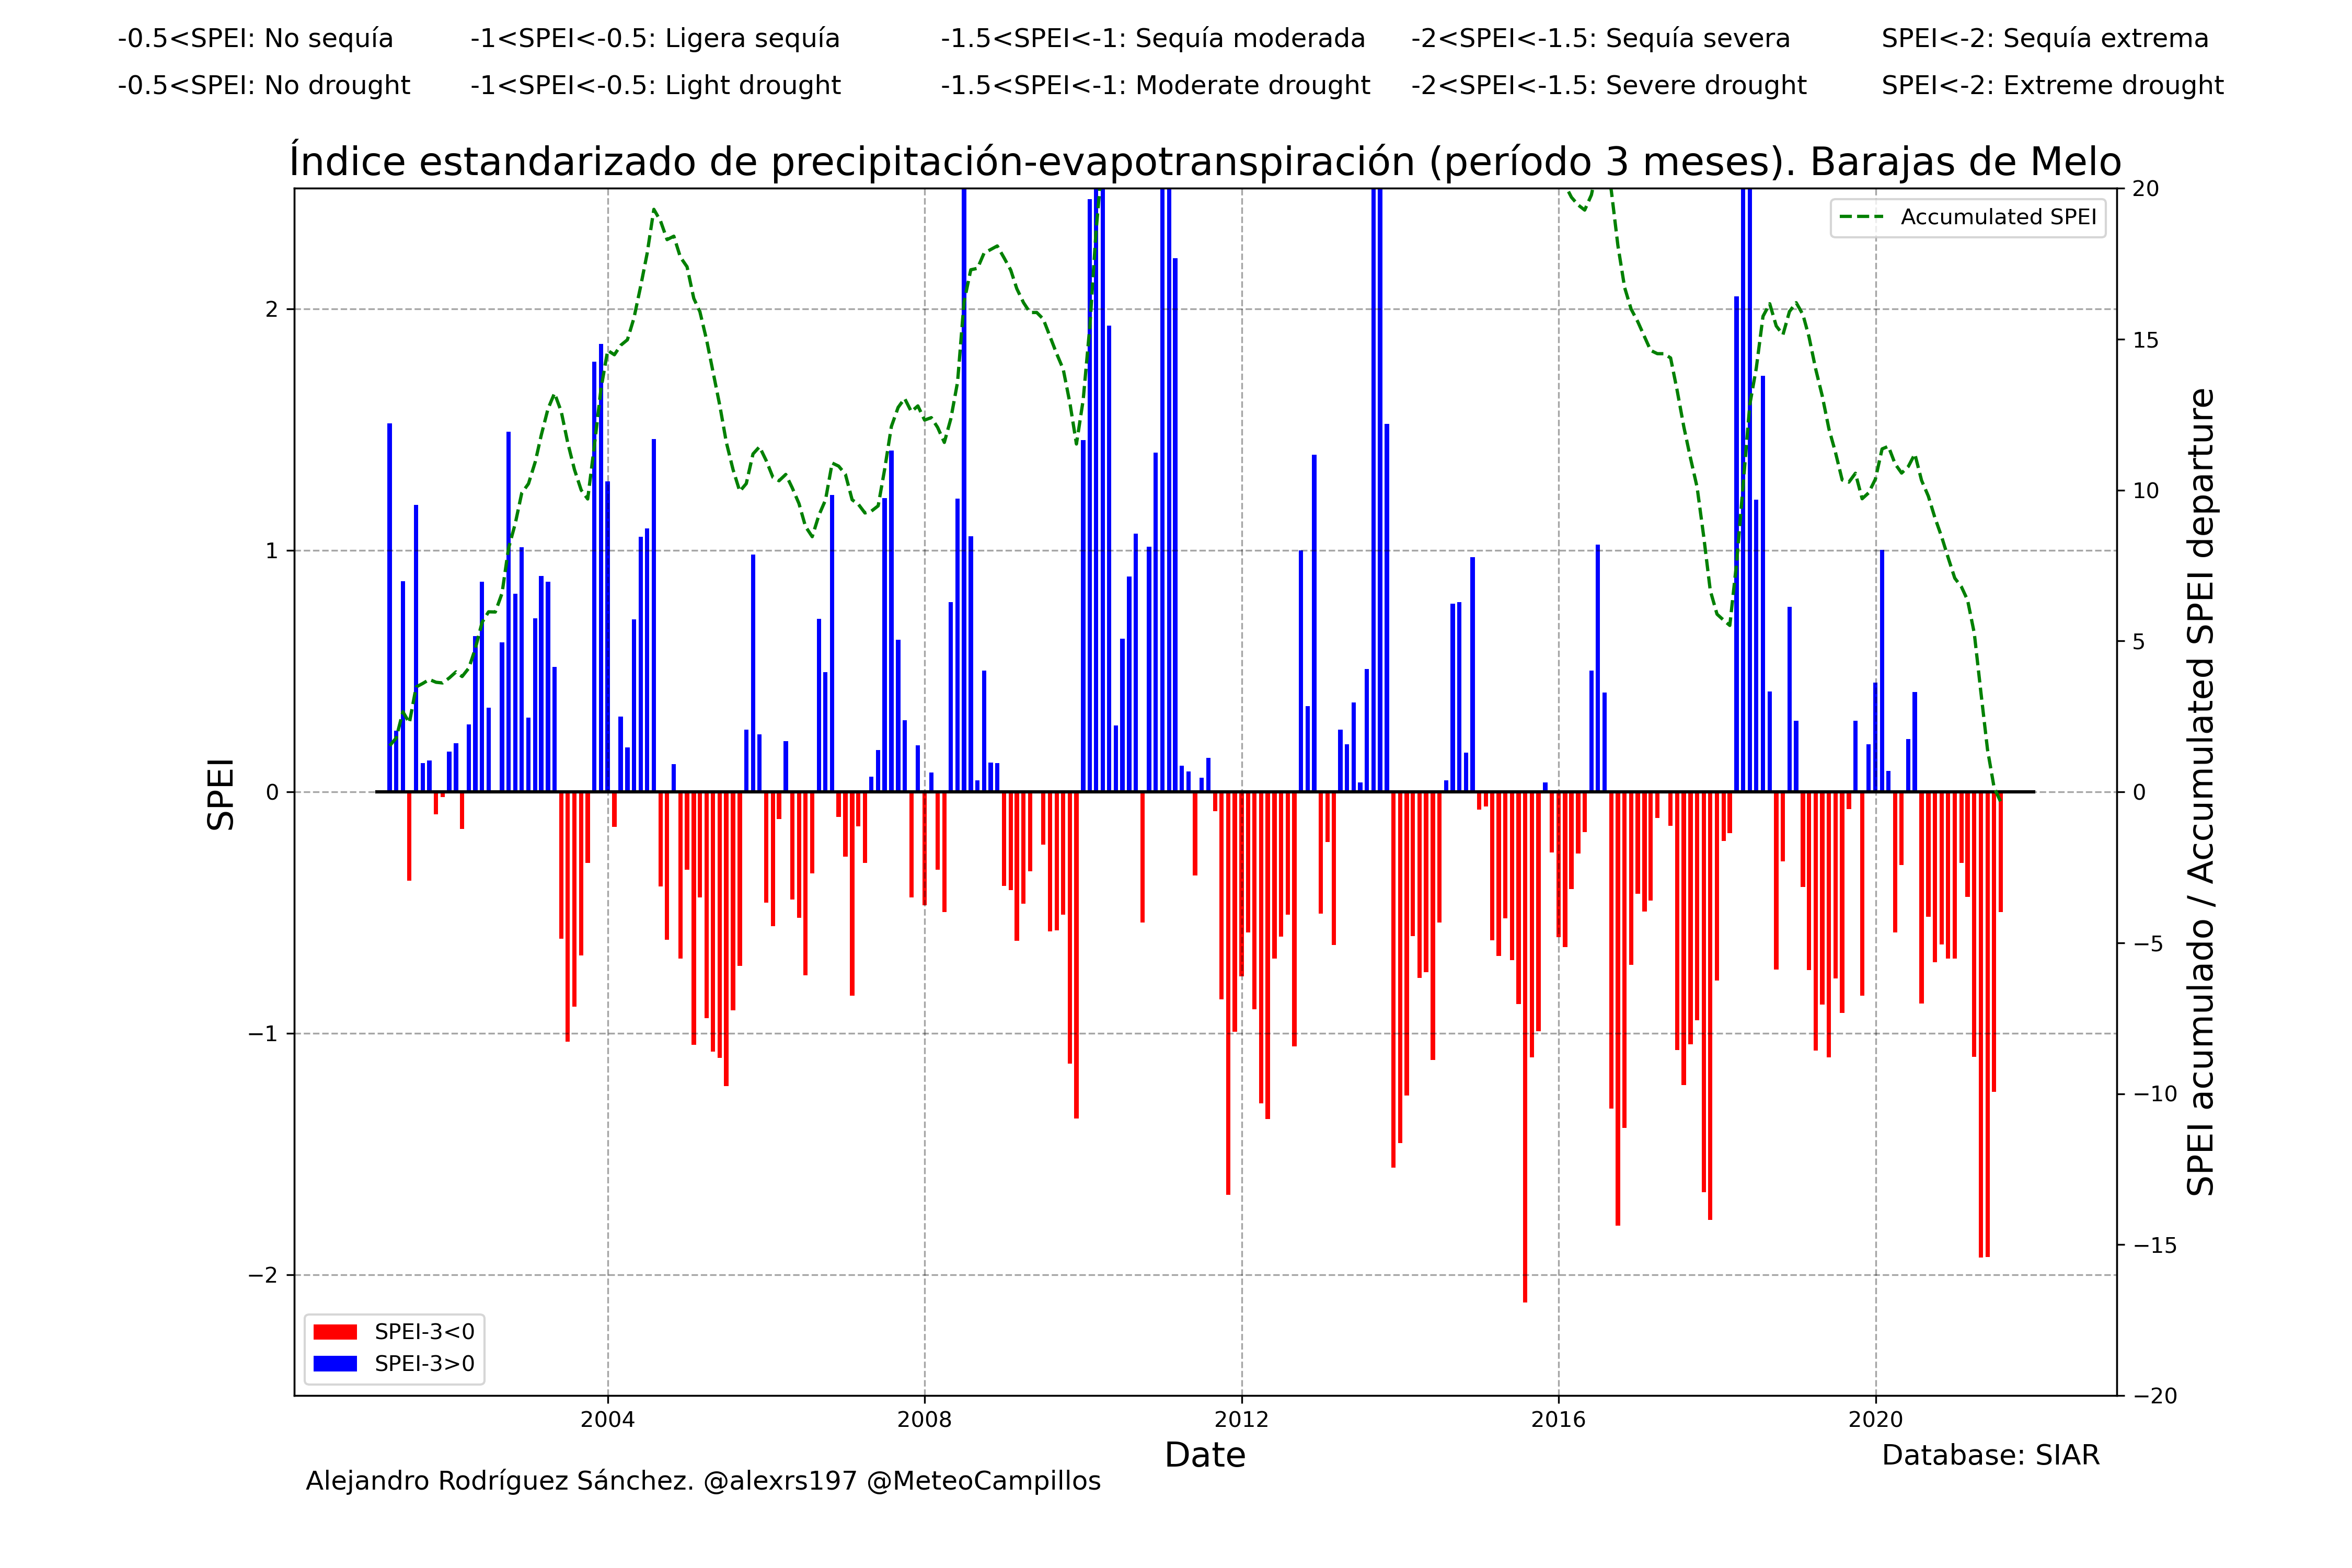 -0.5<SPEI: No sequía -1<SPEI<-0.5: Ligera sequía -1.5<SPEI<-1: Sequía moderada -2<SPEI<-1.5: Sequía severa SPEI<-2: Sequía extrema
-0.5<SPEI: No drought -1<SPEI<-0.5: Light drought -1.5<SPEI<-1: Moderate drought -2<SPEI<-1.5: Severe drought SPEI<-2: Extreme drought
Índice estandarizado de precipitación-evapotranspiración (período 3 meses). Barajas de Melo
Accumulated SPEI
SPEI
2
1
0
−1
−2
20
15
10
5
0
−5
−10
−15
−20
SPEI acumulado / Accumulated SPEI departure
SPEI-3<0
SPEI-3>0
2004 2008 2012 2016 2020
Date
Database: SIAR
Alejandro Rodríguez Sánchez. @alexrs197 @MeteoCampillos